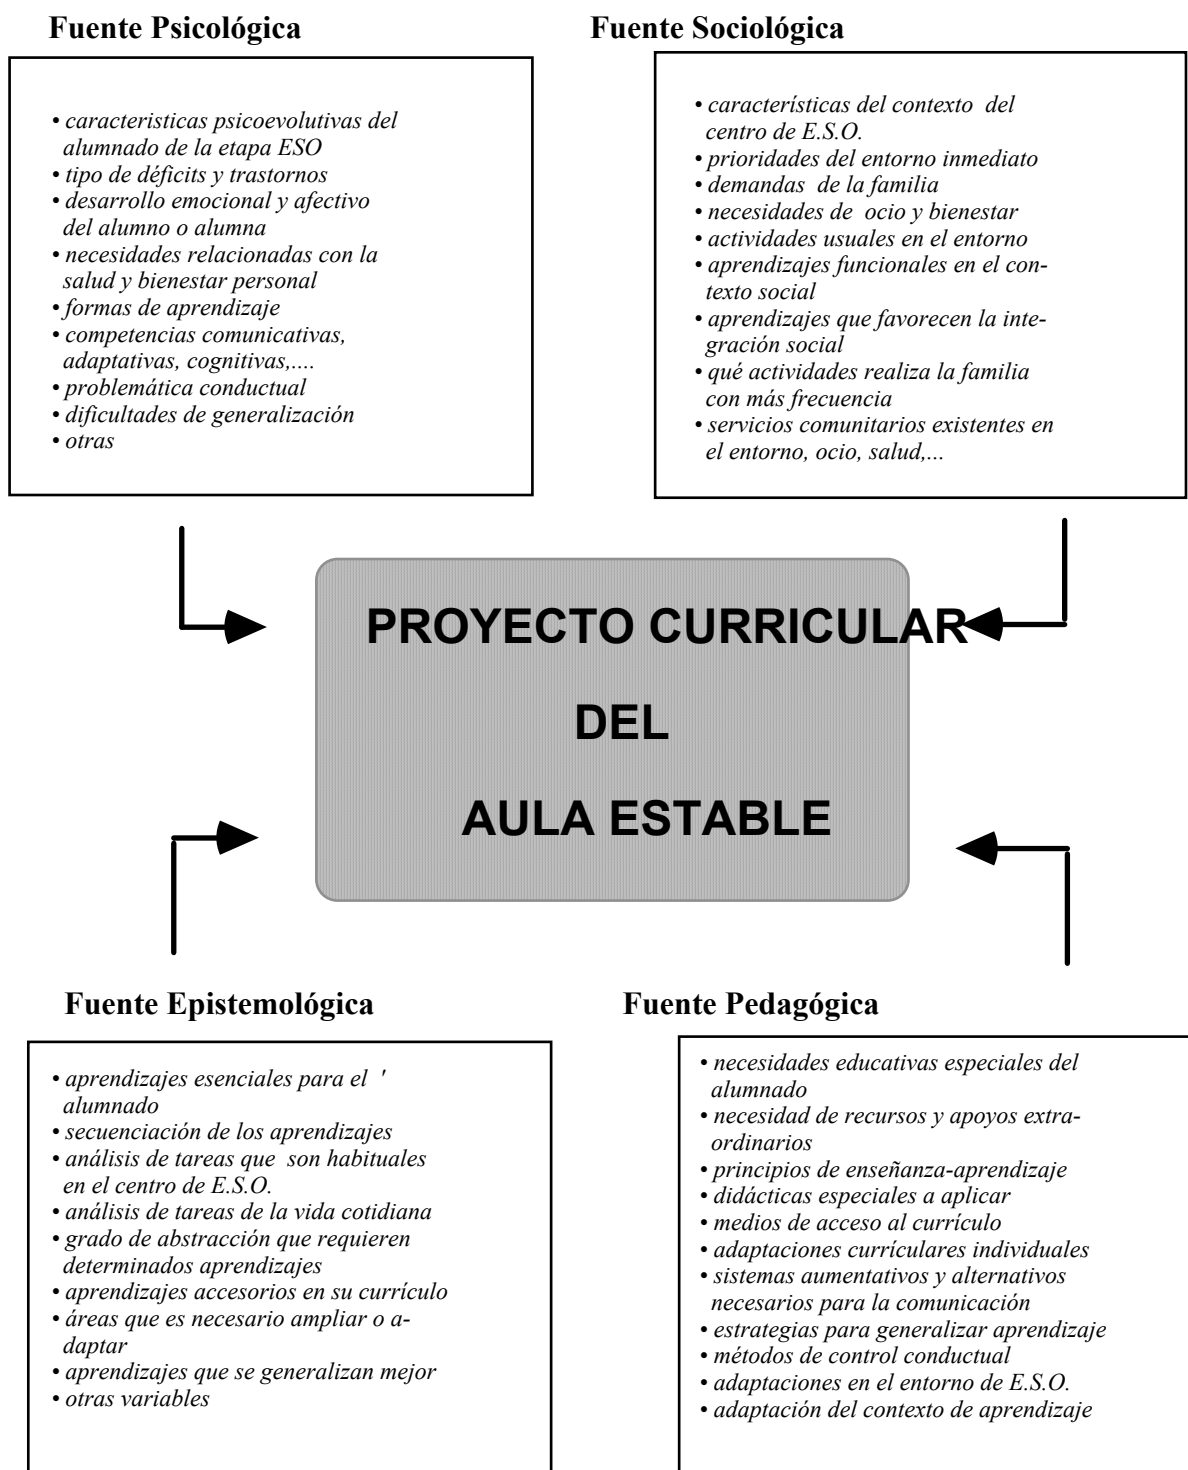 Fuente Psicológica
• caracteristicas psicoevolutivas del
alumnado de la etapa ESO
• tipo de déficits y trastornos
• desarrollo emocional y afectivo
del alumno o alumna
• necesidades relacionadas con la
salud y bienestar personal
• formas de aprendizaje
• competencias comunicativas,
adaptativas, cognitivas,....
• problemática conductual
• dificultades de generalización
• otras
Fuente Sociológica
• características del contexto del
centro de E.S.O.
• prioridades del entorno inmediato
• demandas de la familia
• necesidades de ocio y bienestar
• actividades usuales en el entorno
• aprendizajes funcionales en el con-
texto social
• aprendizajes que favorecen la inte-
gración social
• qué actividades realiza la familia
con más frecuencia
• servicios comunitarios existentes en
el entorno, ocio, salud,...
PROYECTO CURRICULAR
DEL
AULA ESTABLE
Fuente Epistemológica
• aprendizajes esenciales para el '
alumnado
• secuenciación de los aprendizajes
• análisis de tareas que son habituales
en el centro de E.S.O.
• análisis de tareas de la vida cotidiana
• grado de abstracción que requieren
determinados aprendizajes
• aprendizajes accesorios en su currículo
• áreas que es necesario ampliar o a-
daptar
• aprendizajes que se generalizan mejor
• otras variables
Fuente Pedagógica
• necesidades educativas especiales del
alumnado
• necesidad de recursos y apoyos extra-
ordinarios
• principios de enseñanza-aprendizaje
• didácticas especiales a aplicar
• medios de acceso al currículo
• adaptaciones currículares individuales
• sistemas aumentativos y alternativos
necesarios para la comunicación
• estrategias para generalizar aprendizaje
• métodos de control conductual
• adaptaciones en el entorno de E.S.O.
• adaptación del contexto de aprendizaje